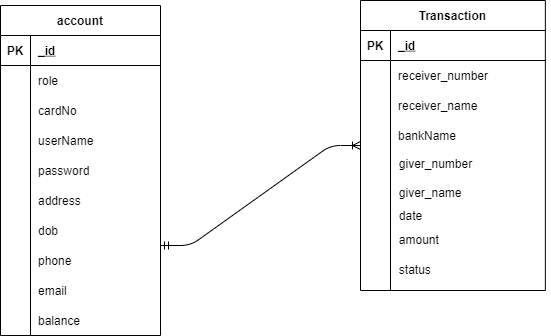 account
PK _id
role
cardNo
userName
password
address
dob
phone
email
balance
Transaction
PK _id
receiver_number
receiver_name
bankName
giver_number
giver_name
date
amount
status